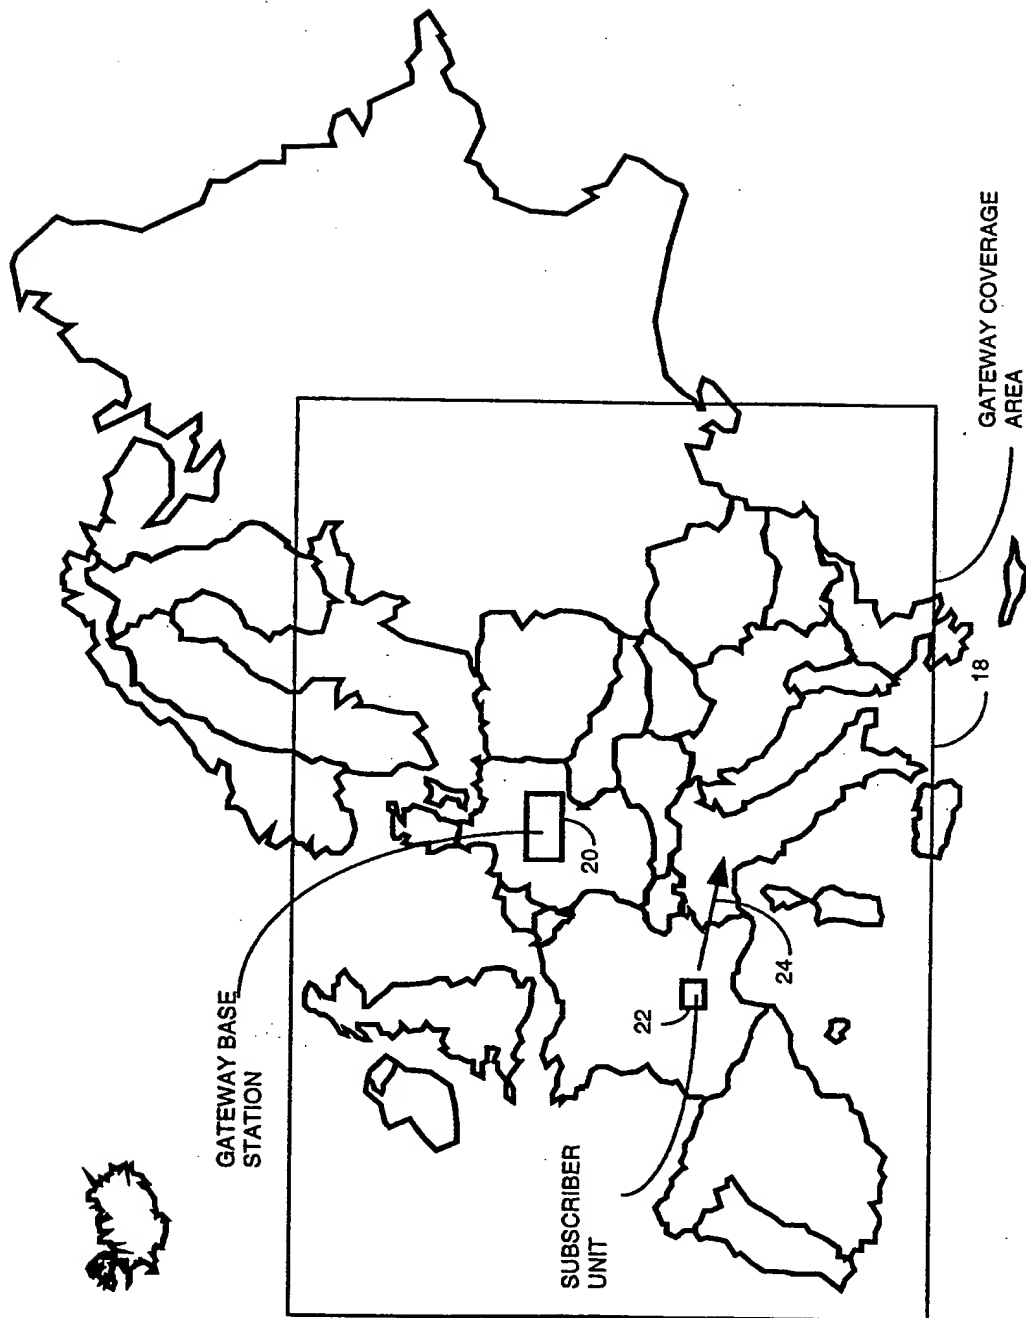 GATEWAY BASE
STATION
SUBSCRIBER
UNIT
22
24
20
18
GATEWAY COVERAGE
AREA